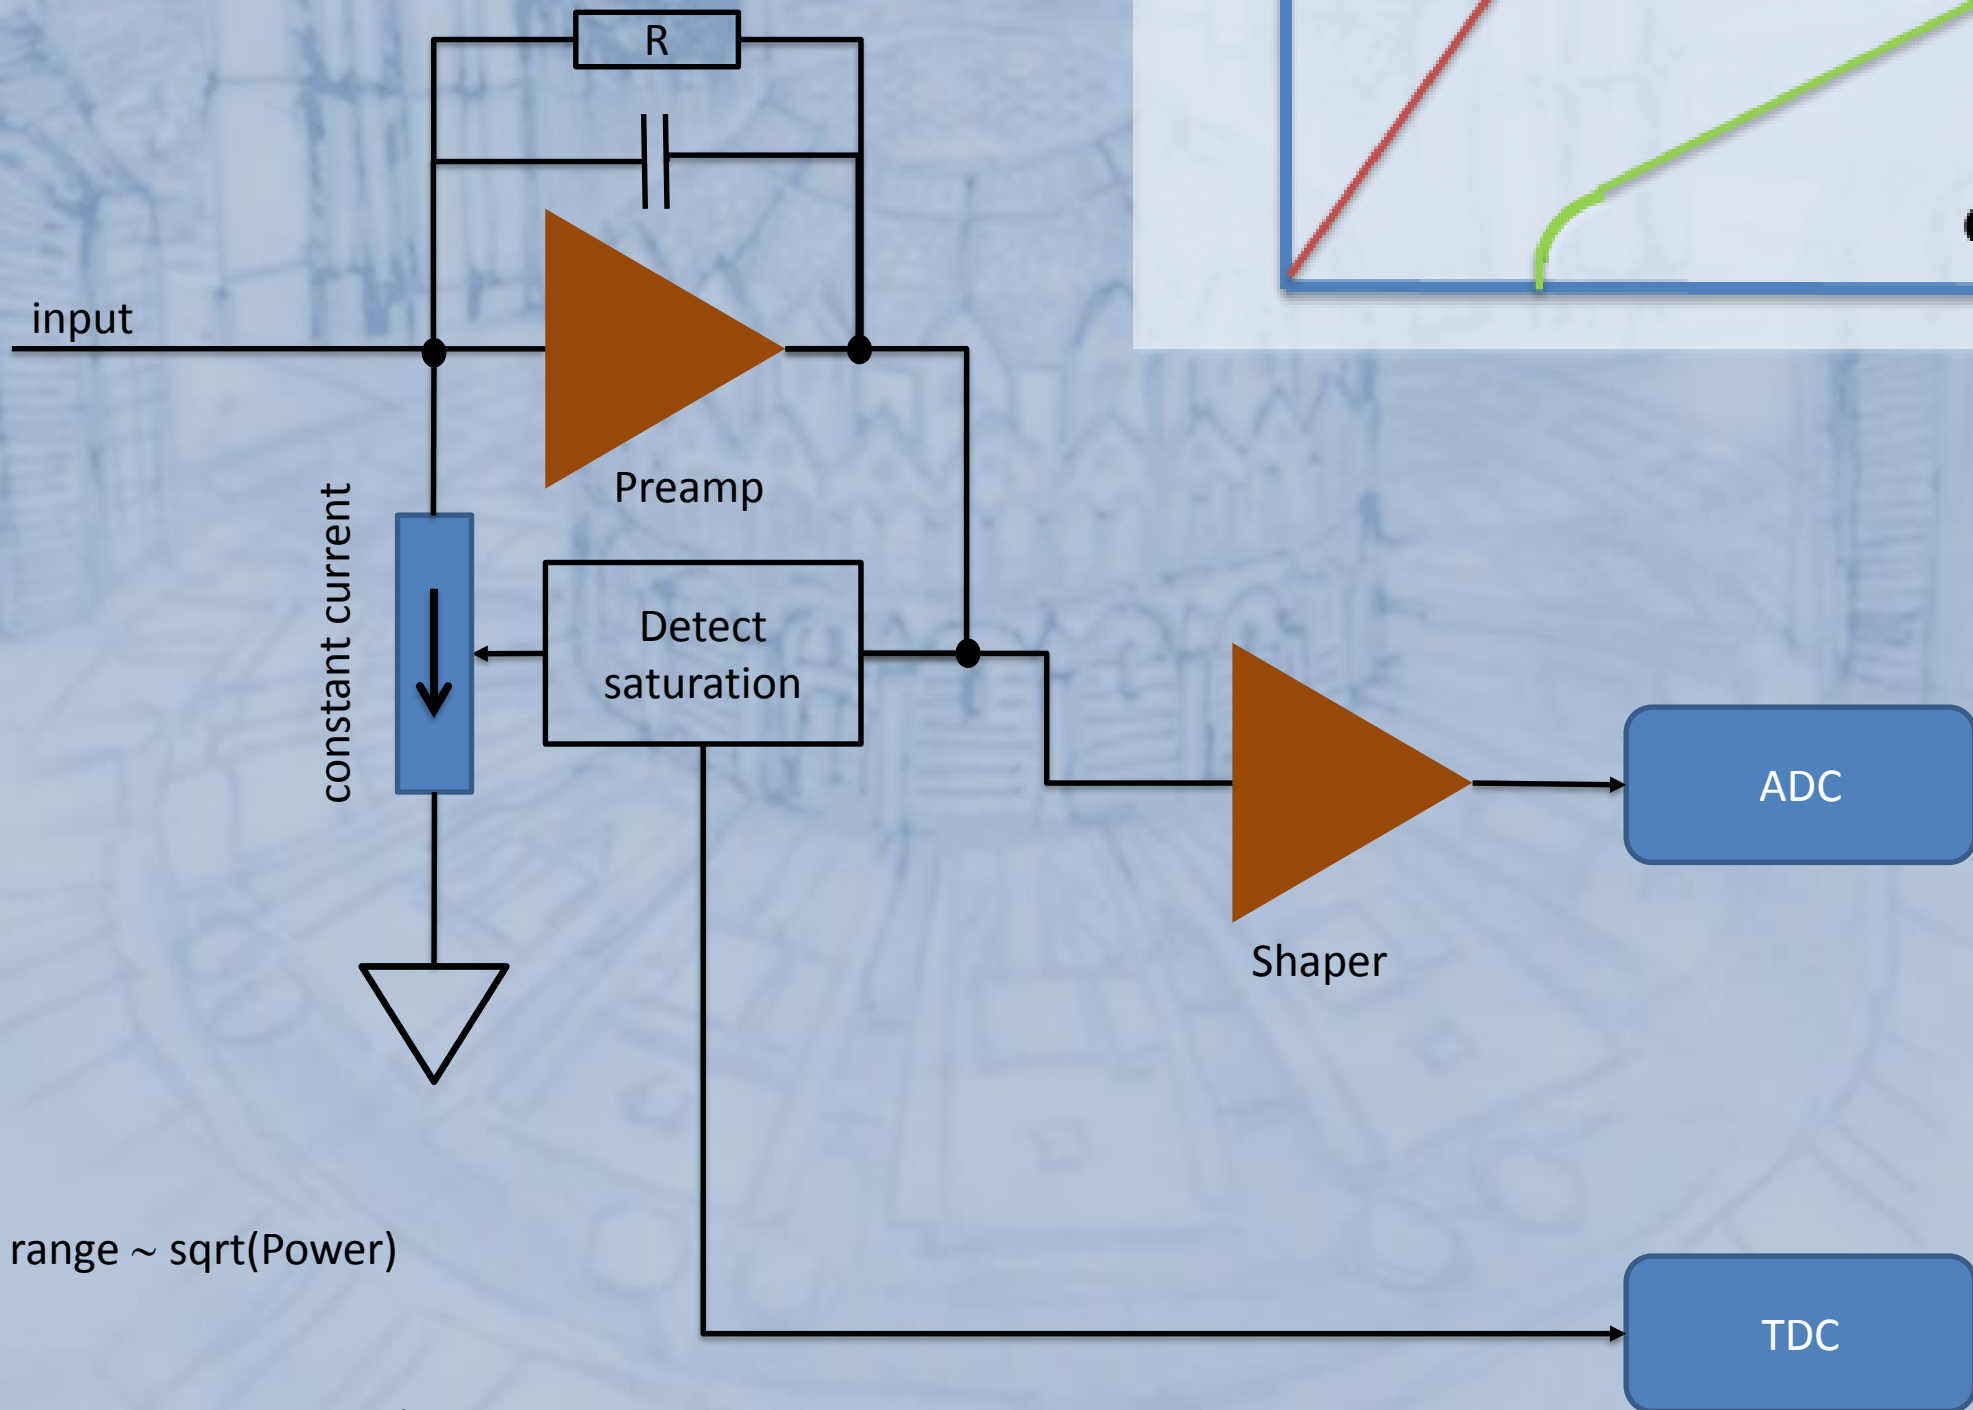 R
input
Preamp
constant current
Detect
saturation
ADC
Shaper
range ~ sqrt(Power)
TDC